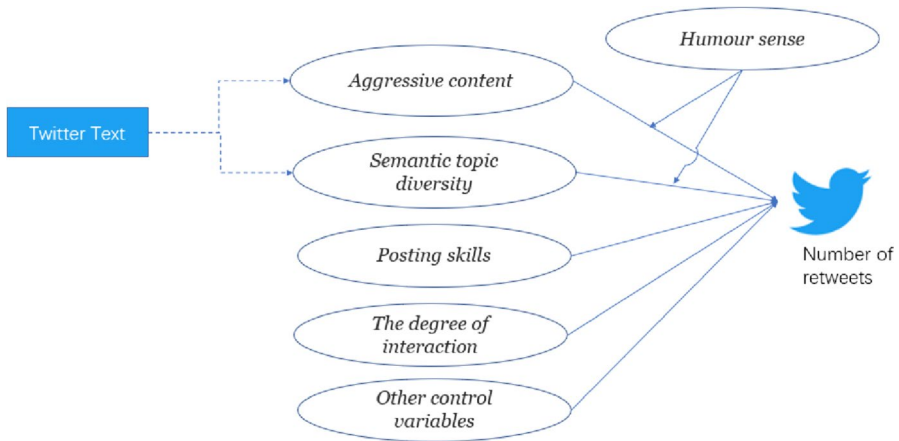 Humour sense
Aggressive content
Twitter Text
Semantic topic
diversity
Posting skills
Number of
retweets
The degree of
interaction
Other control
variables